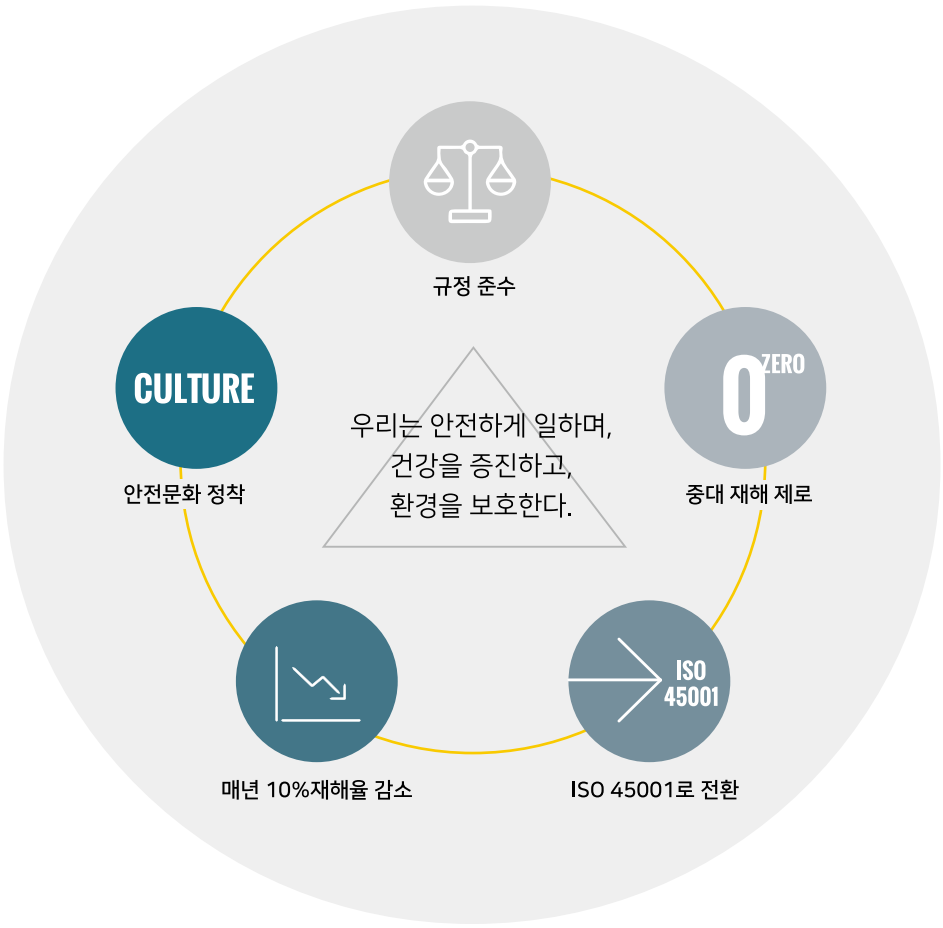 규정 준수
CULTURE
안전문화 정착
0 ZERO
중대 재해 제로
우리는 안전하게 일하며,
건강을 증진하고,
환경을 보호한다.
매년 10%재해율 감소
ISO
45001
ISO 45001로 전환